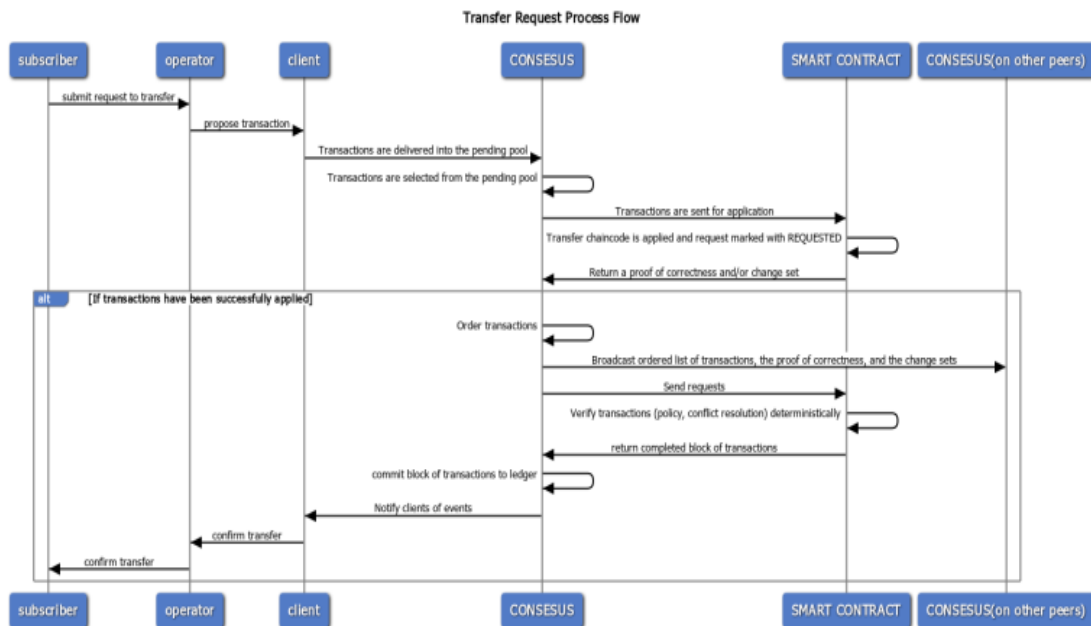 Transfer Request Process Flow
subscriber
operator
client
CONSESUS
SMART CONTRACT
CONSESUS(on other peers)
submit request to transfer
propose transaction
Transactions are delivered into the pending pool
Transactions are selected from the pending pool
Transactions are sent for application
Transfer chaincode is applied and request marked with REQUESTED
Return a proof of correctness and/or change set
alt
[If transactions have been successfully applied]
Order transactions
Broadcast ordered list of transactions, the proof of correctness, and the change sets
Send requests
Verify transactions (policy, conflict resolution) deterministically
return completed block of transactions
commit block of transactions to ledger
Notify clients of events
confirm transfer
confirm transfer
subscriber
operator
client
CONSESUS
SMART CONTRACT
CONSESUS(on other peers)